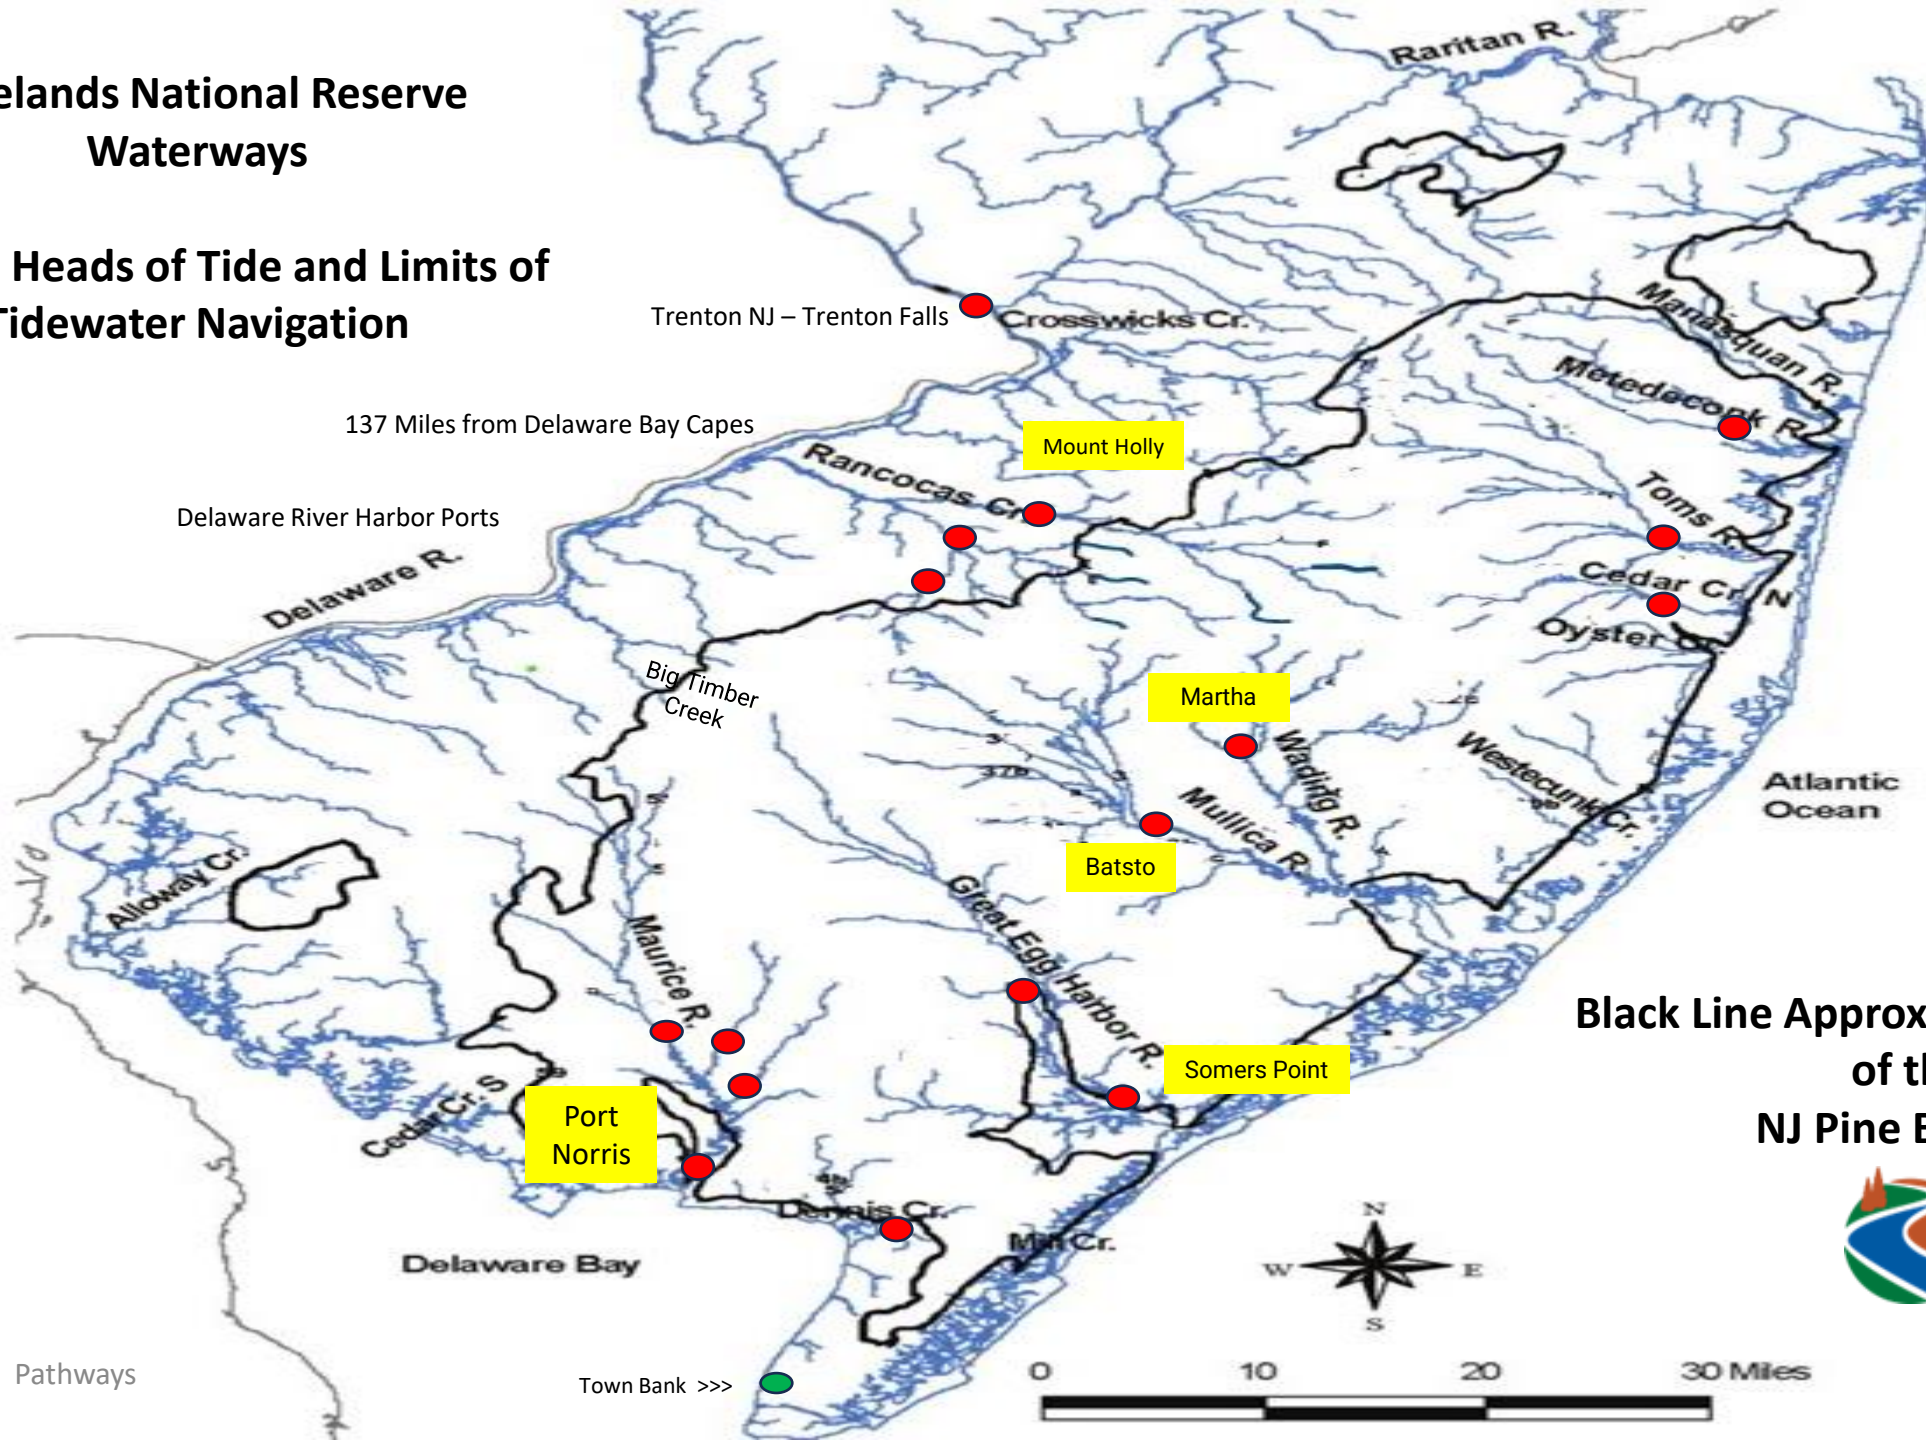 elands National Reserve
Waterways
Heads of Tide and Limits of
Tidewater Navigation
Raritan R.
Trenton NJ – Trenton Falls
Crosswicks Cr.
Manasquan R.
Metedeconk R.
137 Miles from Delaware Bay Capes
Mount Holly
Rancocas Cr.
Toms R.
Delaware River Harbor Ports
Delaware R.
Cedar Cr. N
Oyster Cr.
Big Timber
Creek
Martha
Wading R.
Westecunk Cr.
Mullica R.
Atlantic
Ocean
Batsto
Alloway Cr.
Great Egg Harbor R.
Maurice R.
Black Line Approx
of th
NJ Pine B
Somers Point
Cedar Cr. S
Port
Norris
Dennis Cr.
Mill Cr.
Delaware Bay
N
W
E
S
Pathways
Town Bank >>>
0 10 20 30 Miles